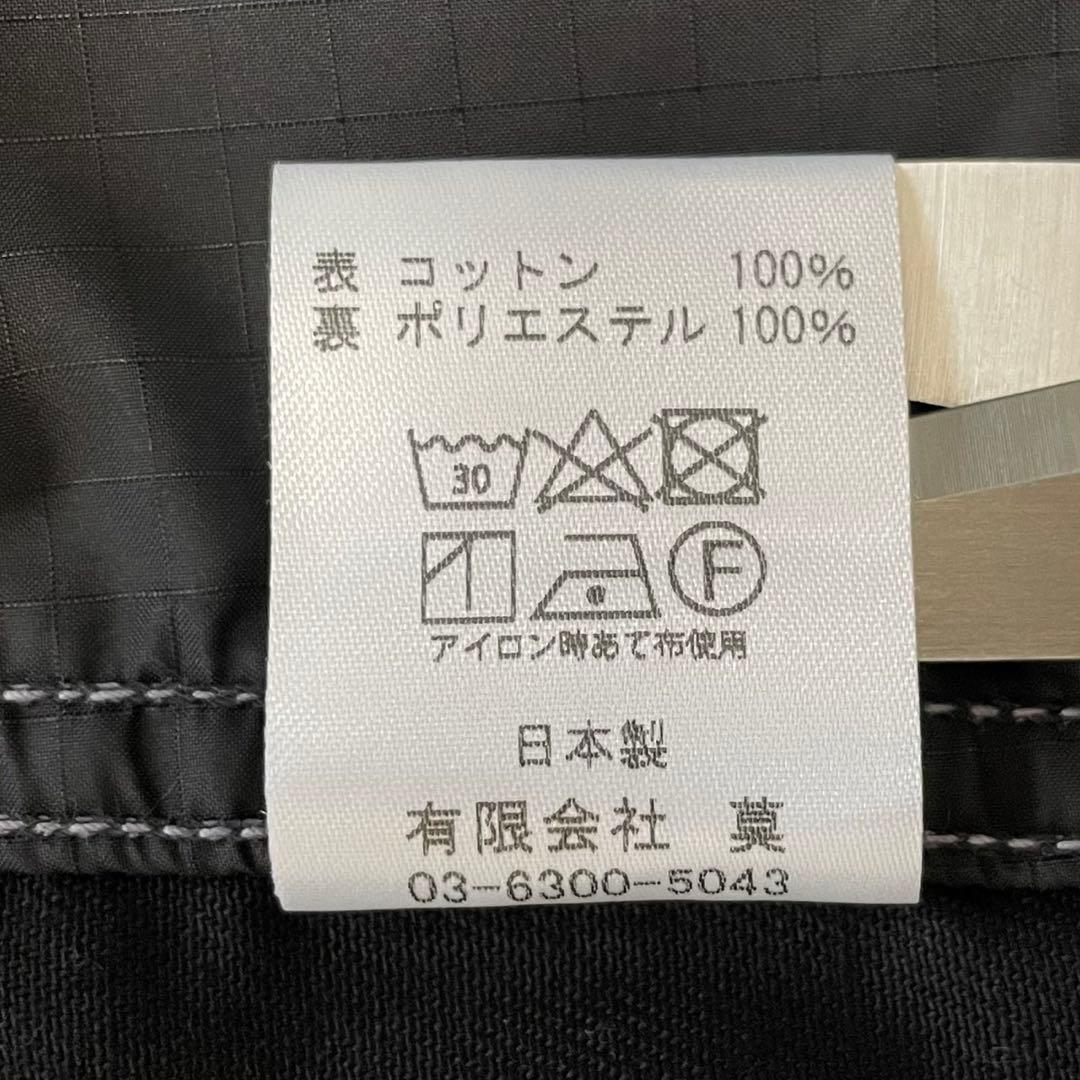 表 コットン 100%
裏 ポリエステル 100%
30
F
アイロン時あて布使用
日本製
有限会社 莫
03-6300-5043